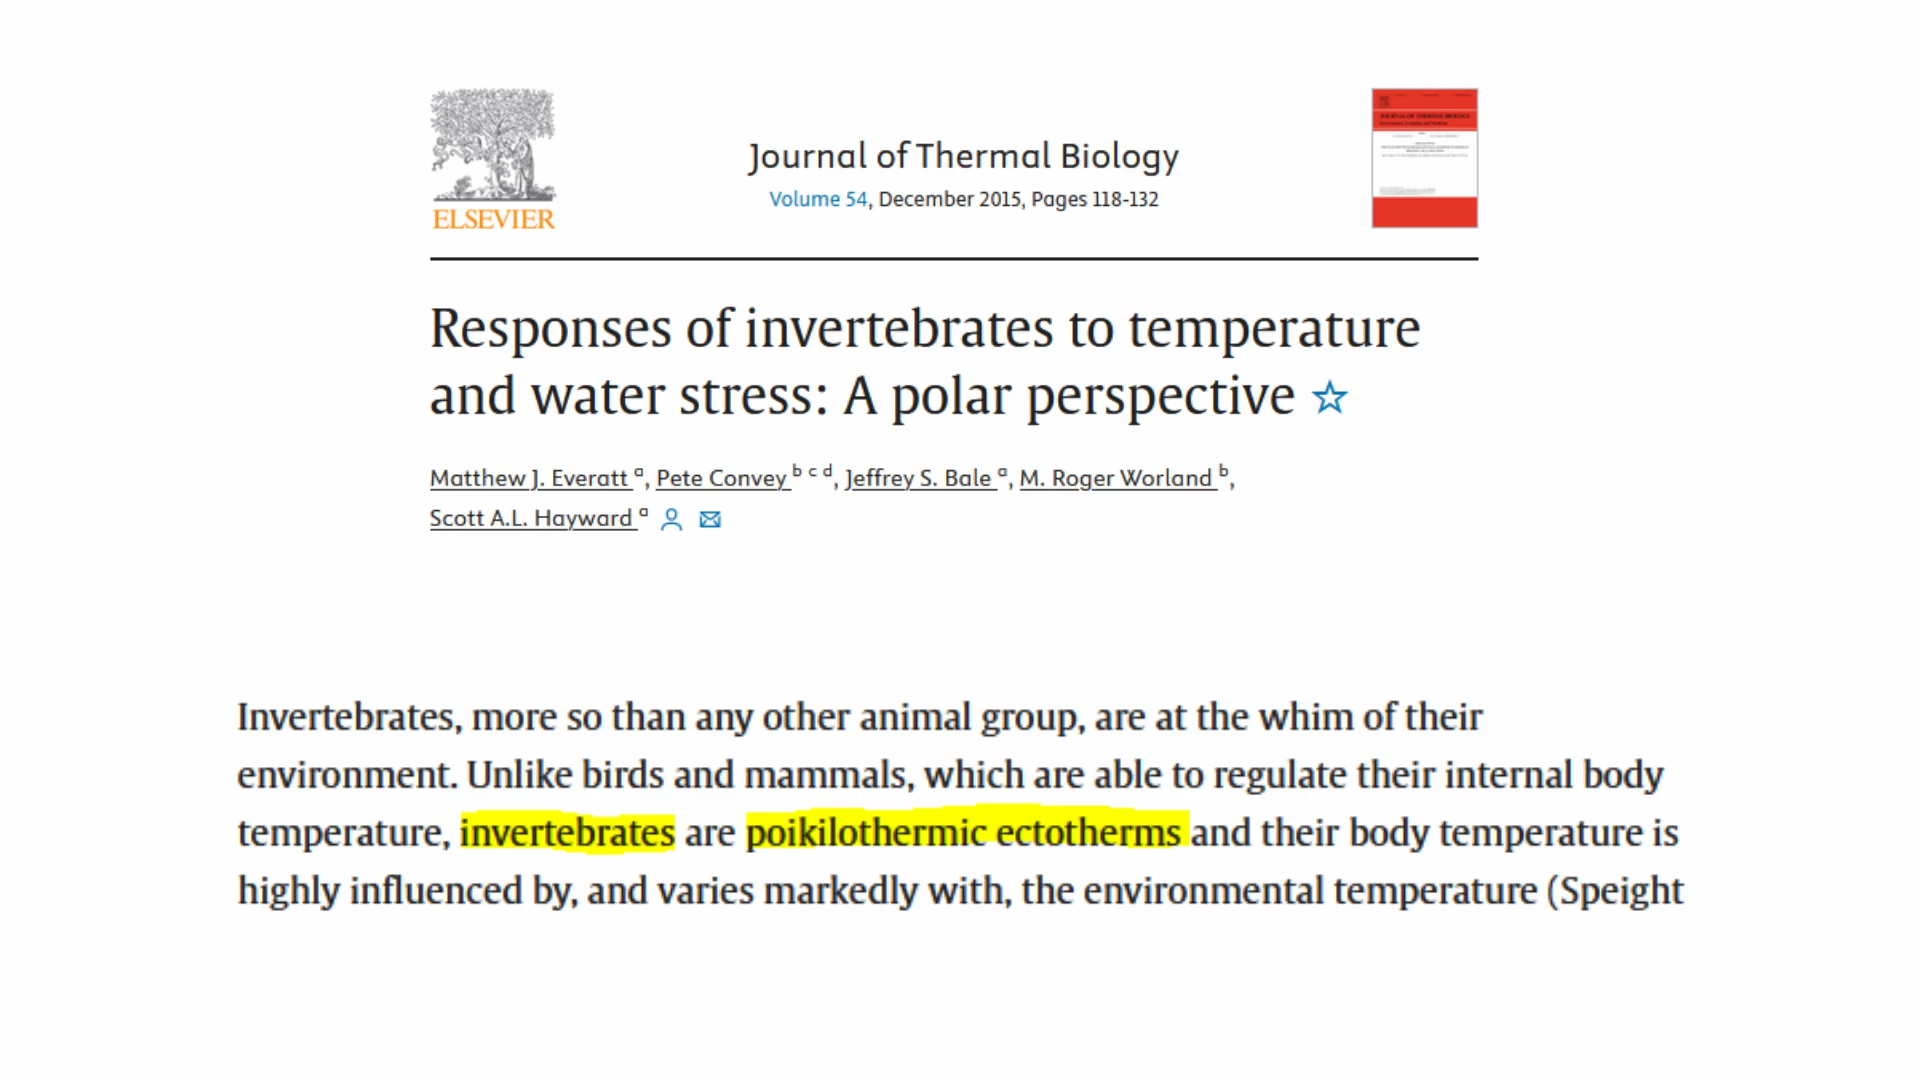 ELSEVIER
Journal of Thermal Biology
Volume 54, December 2015, Pages 118-132
JOURNAL OF THERMAL BIOLOGY
Responses of invertebrates to temperature
and water stress: A polar perspective ☆
Matthew J. Everatt a, Pete Convey b c d, Jeffrey S. Bale a, M. Roger Worland b,
Scott A.L. Hayward a
Invertebrates, more so than any other animal group, are at the whim of their
environment. Unlike birds and mammals, which are able to regulate their internal body
temperature, invertebrates are poikilothermic ectotherms and their body temperature is
highly influenced by, and varies markedly with, the environmental temperature (Speight